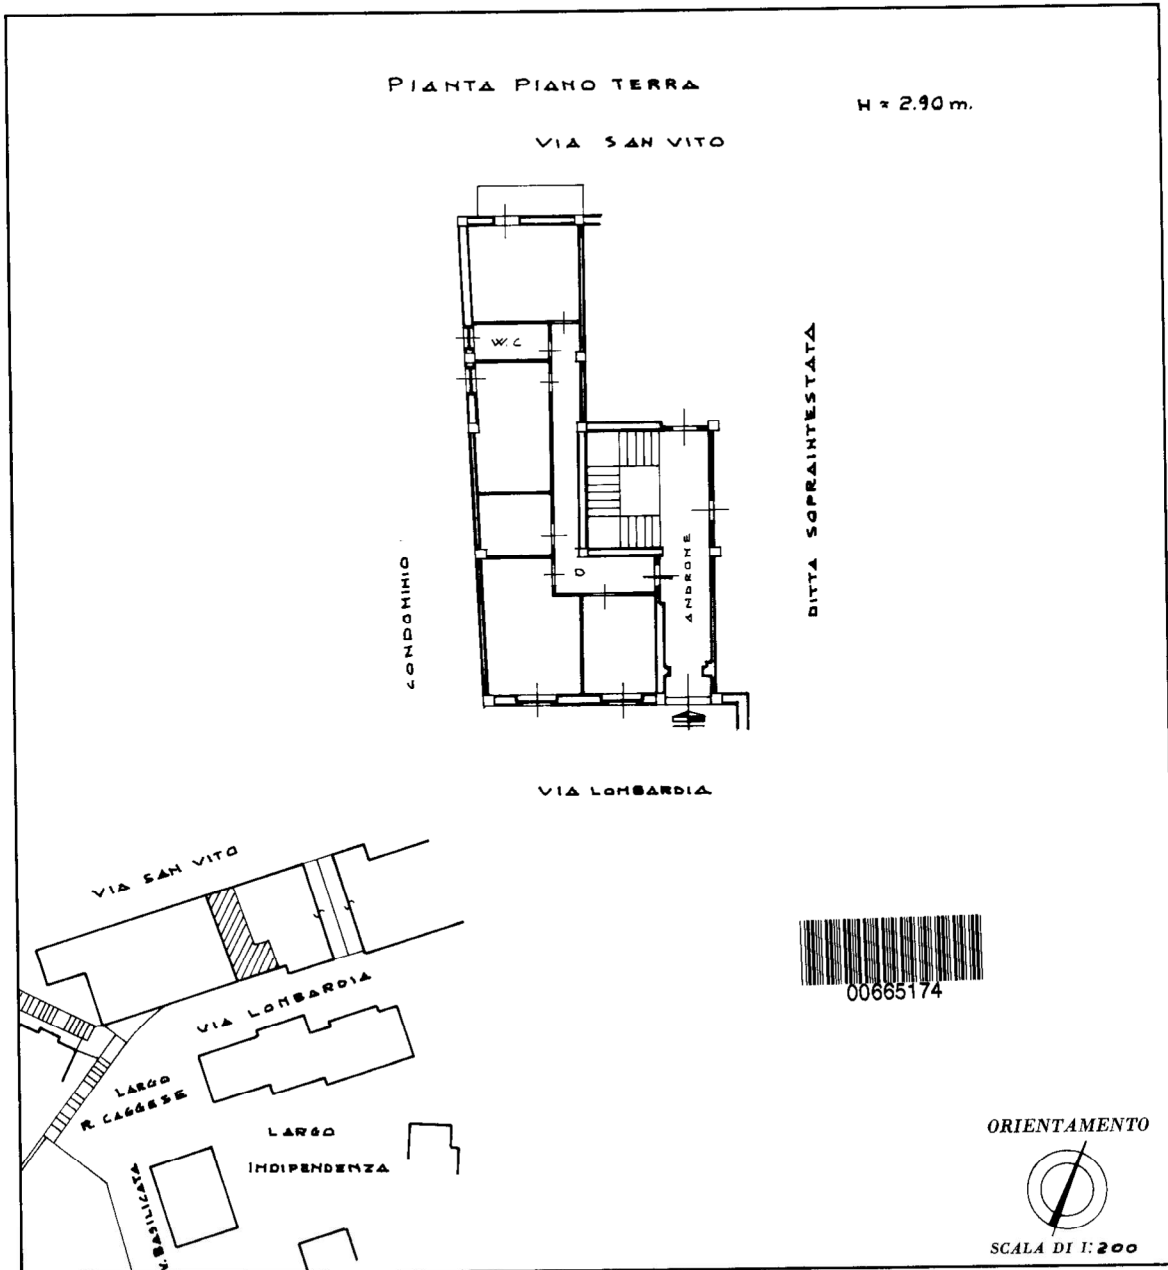 PIANTA PIANO TERRA
H = 2.90 m.
VIA SAN VITO
W.C
DITTA SOPRAINTESTATA
CONDOMINIO
D
ANDRONE
VIA LOMBARDIA
VIA SAN VITO
VIA LOMBARDIA
00665174
LARGO
R. CAGGESE
LARGO
INDIPENDENZA
V. BASILICATA
ORIENTAMENTO
SCALA DI 1: 200